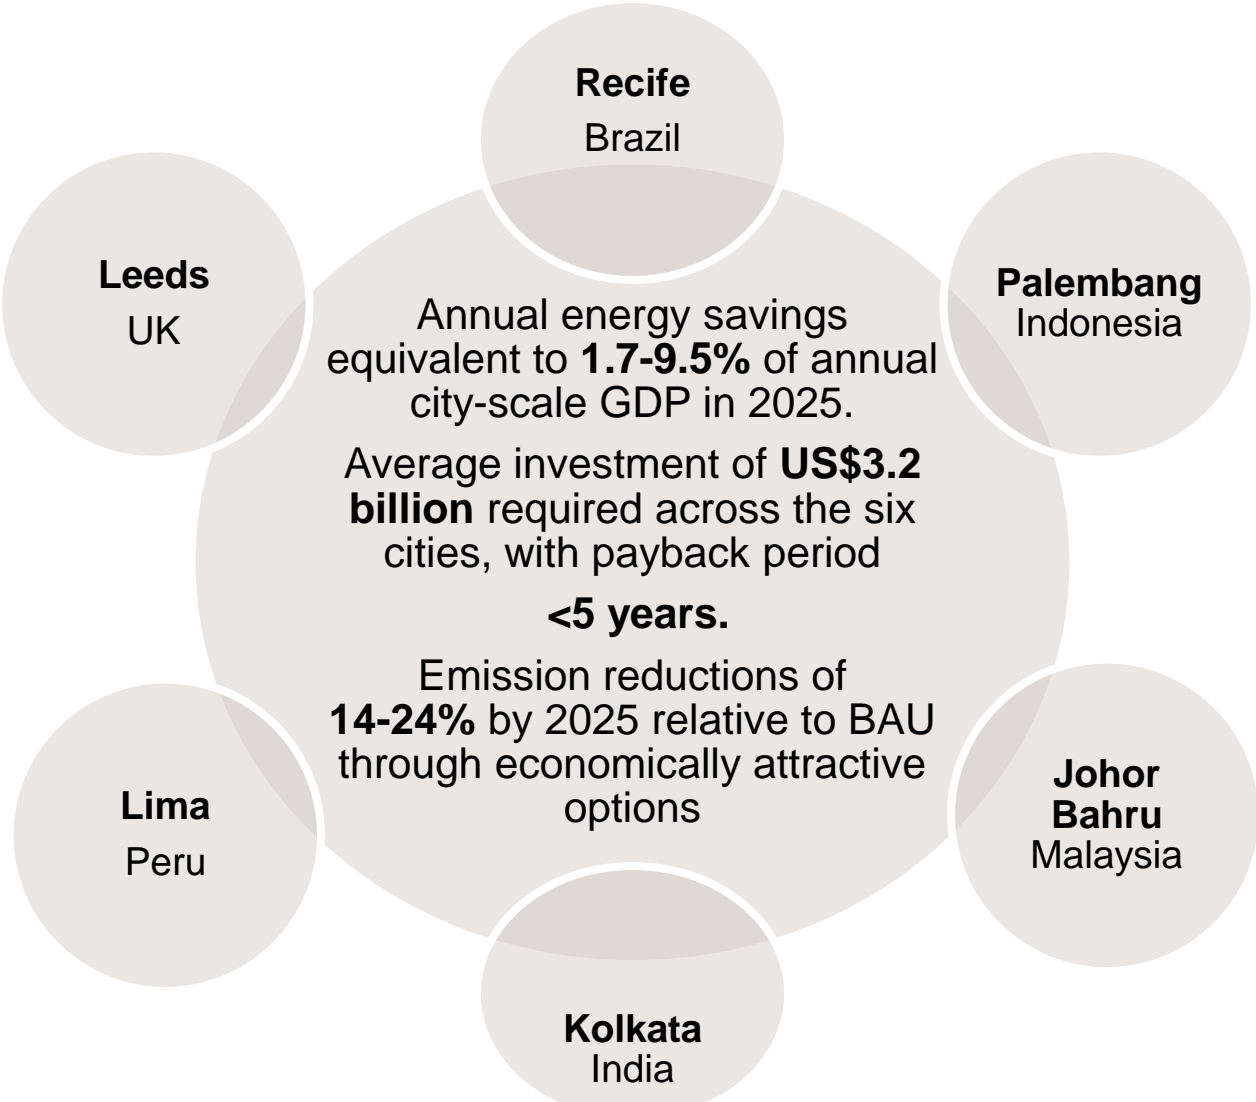 Recife
Brazil
Leeds
UK
Palembang
Indonesia
Annual energy savings
equivalent to 1.7-9.5% of annual
city-scale GDP in 2025.
Average investment of US$3.2
billion required across the six
cities, with payback period
<5 years.
Emission reductions of
14-24% by 2025 relative to BAU
through economically attractive
options
Lima
Peru
Johor
Bahru
Malaysia
Kolkata
India